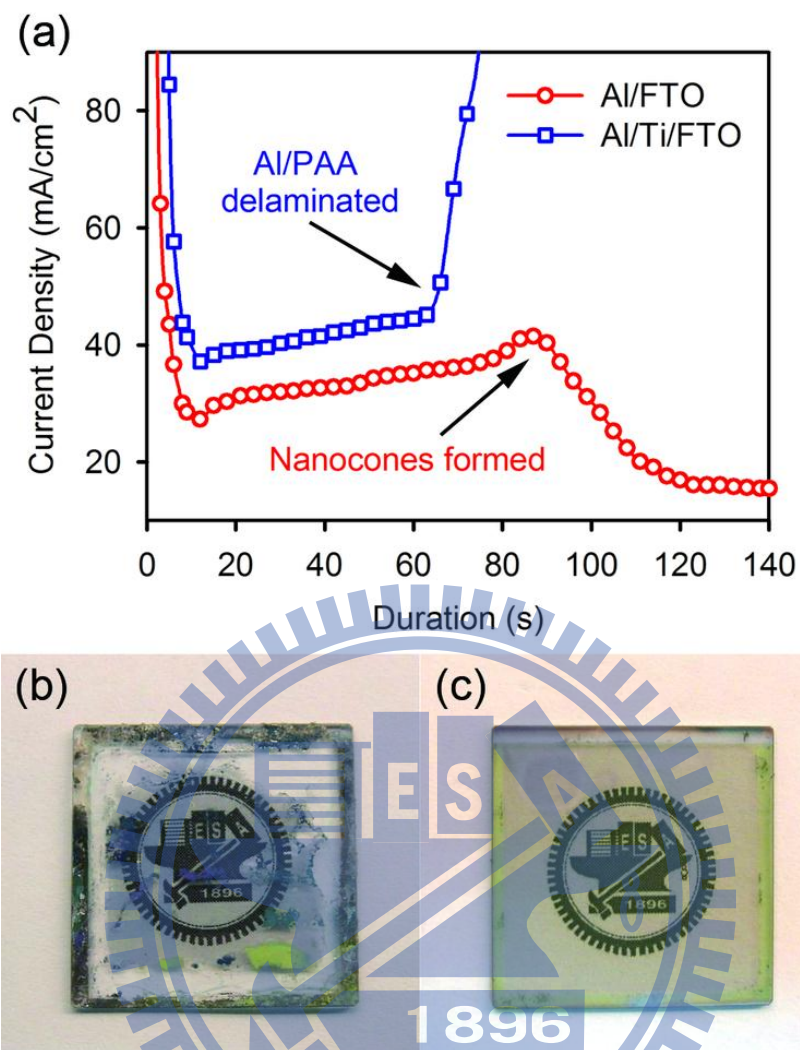 (a)
Current Density (mA/cm²)
80
60
40
20
Al/FTO
Al/Ti/FTO
Al/PAA
delaminated
Nanocones formed
0 20 40 60 80 100 120 140
Duration (s)
(b)
(c)
E S A
E S
1896
E S
1896
1896